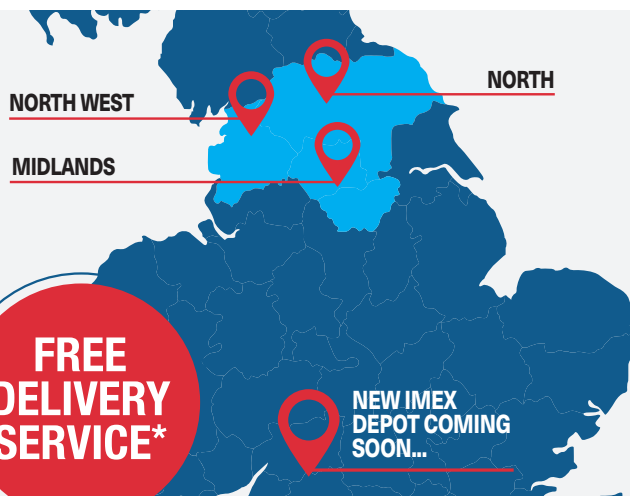 NORTH
NORTH WEST
MIDLANDS
FREE
DELIVERY
SERVICE*
NEW IMEX
DEPOT COMING
SOON...